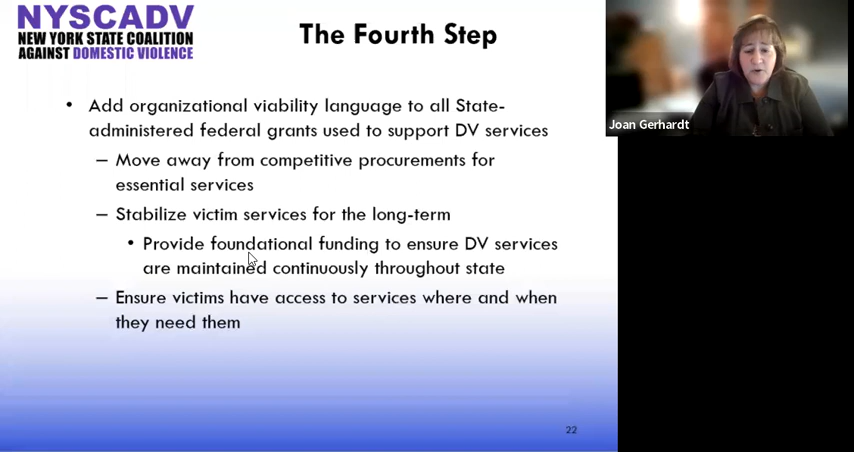 NYSCADV
NEW YORK STATE COALITION
AGAINST DOMESTIC VIOLENCE
The Fourth Step
• Add organizational viability language to all State-
administered federal grants used to support DV services
– Move away from competitive procurements for
essential services
– Stabilize victim services for the long-term
• Provide foundational funding to ensure DV services
are maintained continuously throughout state
– Ensure victims have access to services where and when
they need them
22
Joan Gerhardt